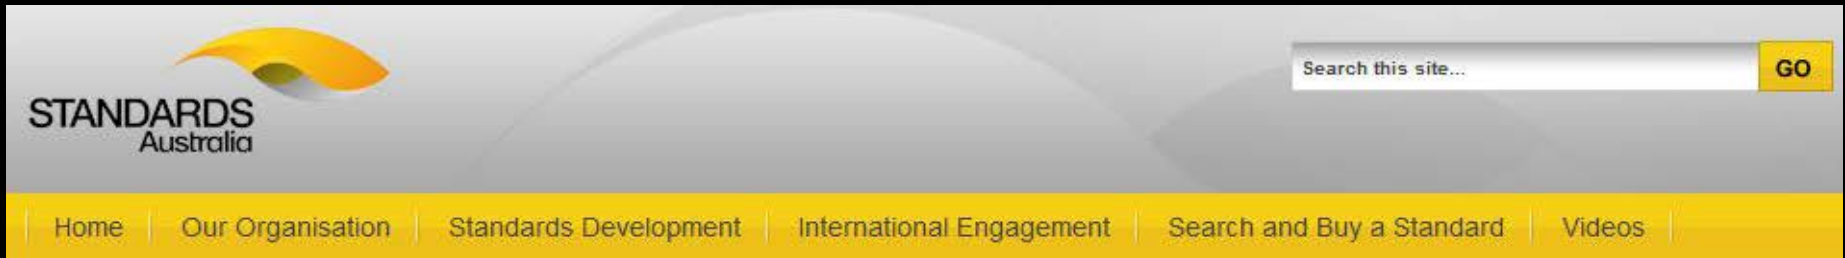 STANDARDS
Australia
Search this site...
GO
Home
Our Organisation
Standards Development
International Engagement
Search and Buy a Standard
Videos